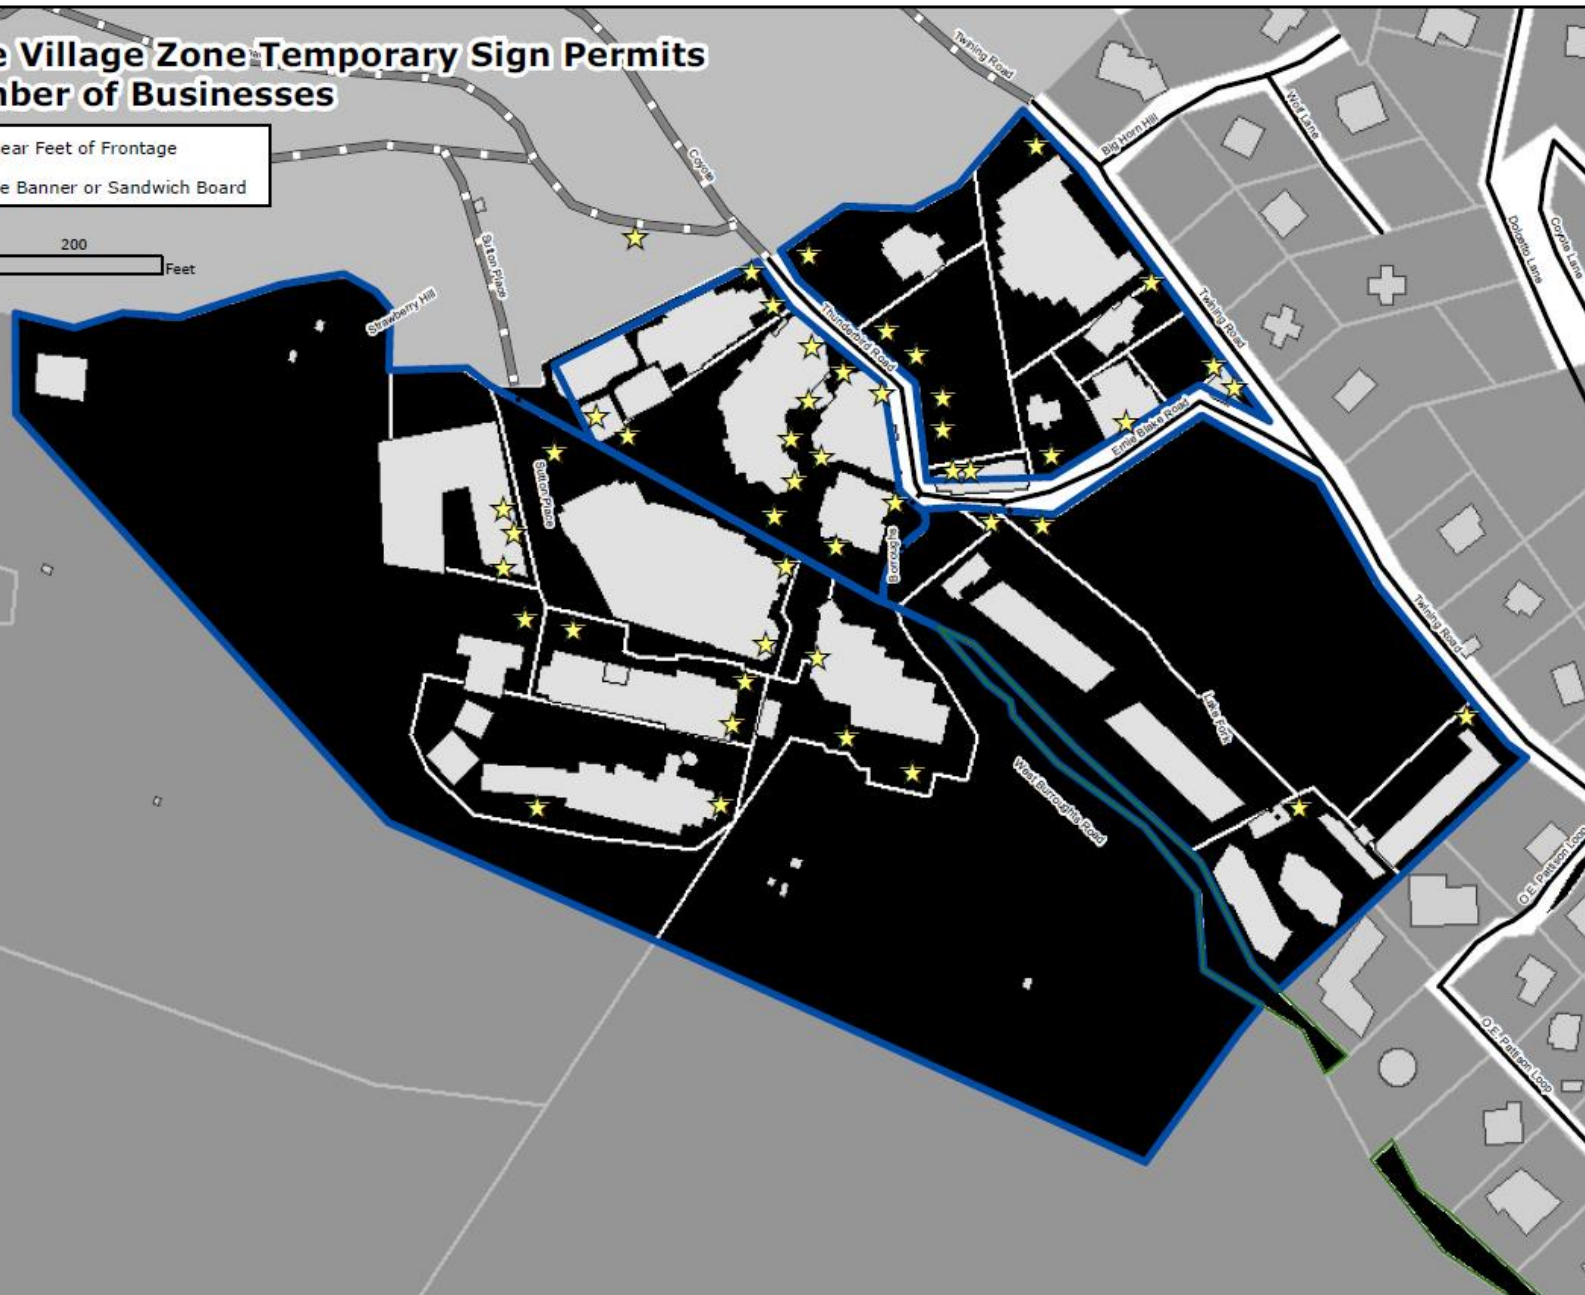 e Village Zone Temporary Sign Permits
nber of Businesses
ear Feet of Frontage
e Banner or Sandwich Board
200
Feet
Twining Road
Big Horn Hill
Wolf Lane
Coyote
Dolcetto Lane
Coyote Lane
Sutton Place
Strawberry Hill
Thunderbird Road
Twining Road
Ernie Blake Road
Sutton Place
Burroughs
Twining Road
Lake Fork
West Burroughs Road
O.E. Pattison Loop
O.E. Pattison Loop